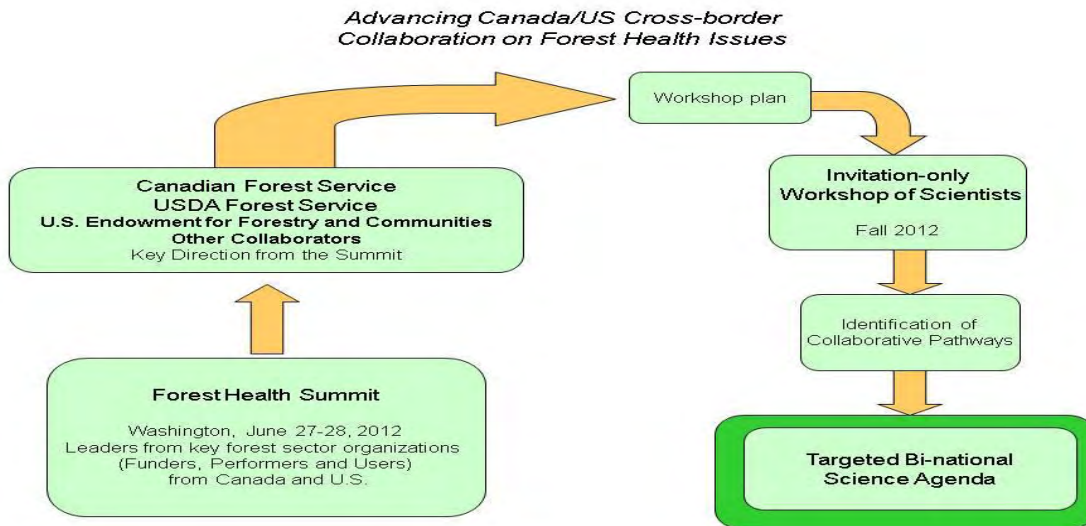 Advancing Canada/US Cross-border
Collaboration on Forest Health Issues
Workshop plan
Canadian Forest Service
USDA Forest Service
U.S. Endowment for Forestry and Communities
Other Collaborators
Key Direction from the Summit
Invitation-only
Workshop of Scientists
Fall 2012
Identification of
Collaborative Pathways
Forest Health Summit
Washington, June 27-28, 2012
Leaders from key forest sector organizations
(Funders, Performers and Users)
from Canada and U.S.
Targeted Bi-national
Science Agenda